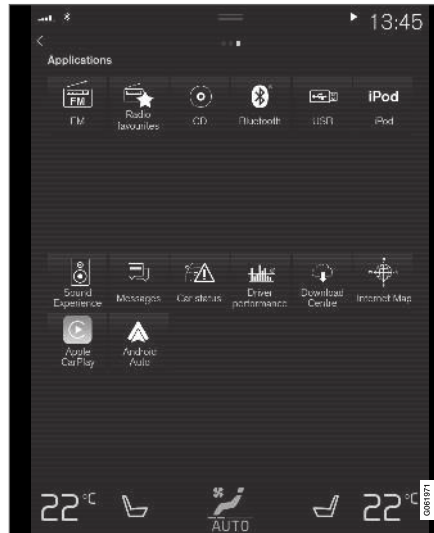 13:45
Applications
FM
iPod
FM
Radio
favourites
CD
Bluetooth
USB
iPod
Sound
Experience
Messages
Car status
Driver
performance
Download
Centre
Internet Map
Apple
CarPlay
Android
Auto
22°C
AUTO
22°C
G061971